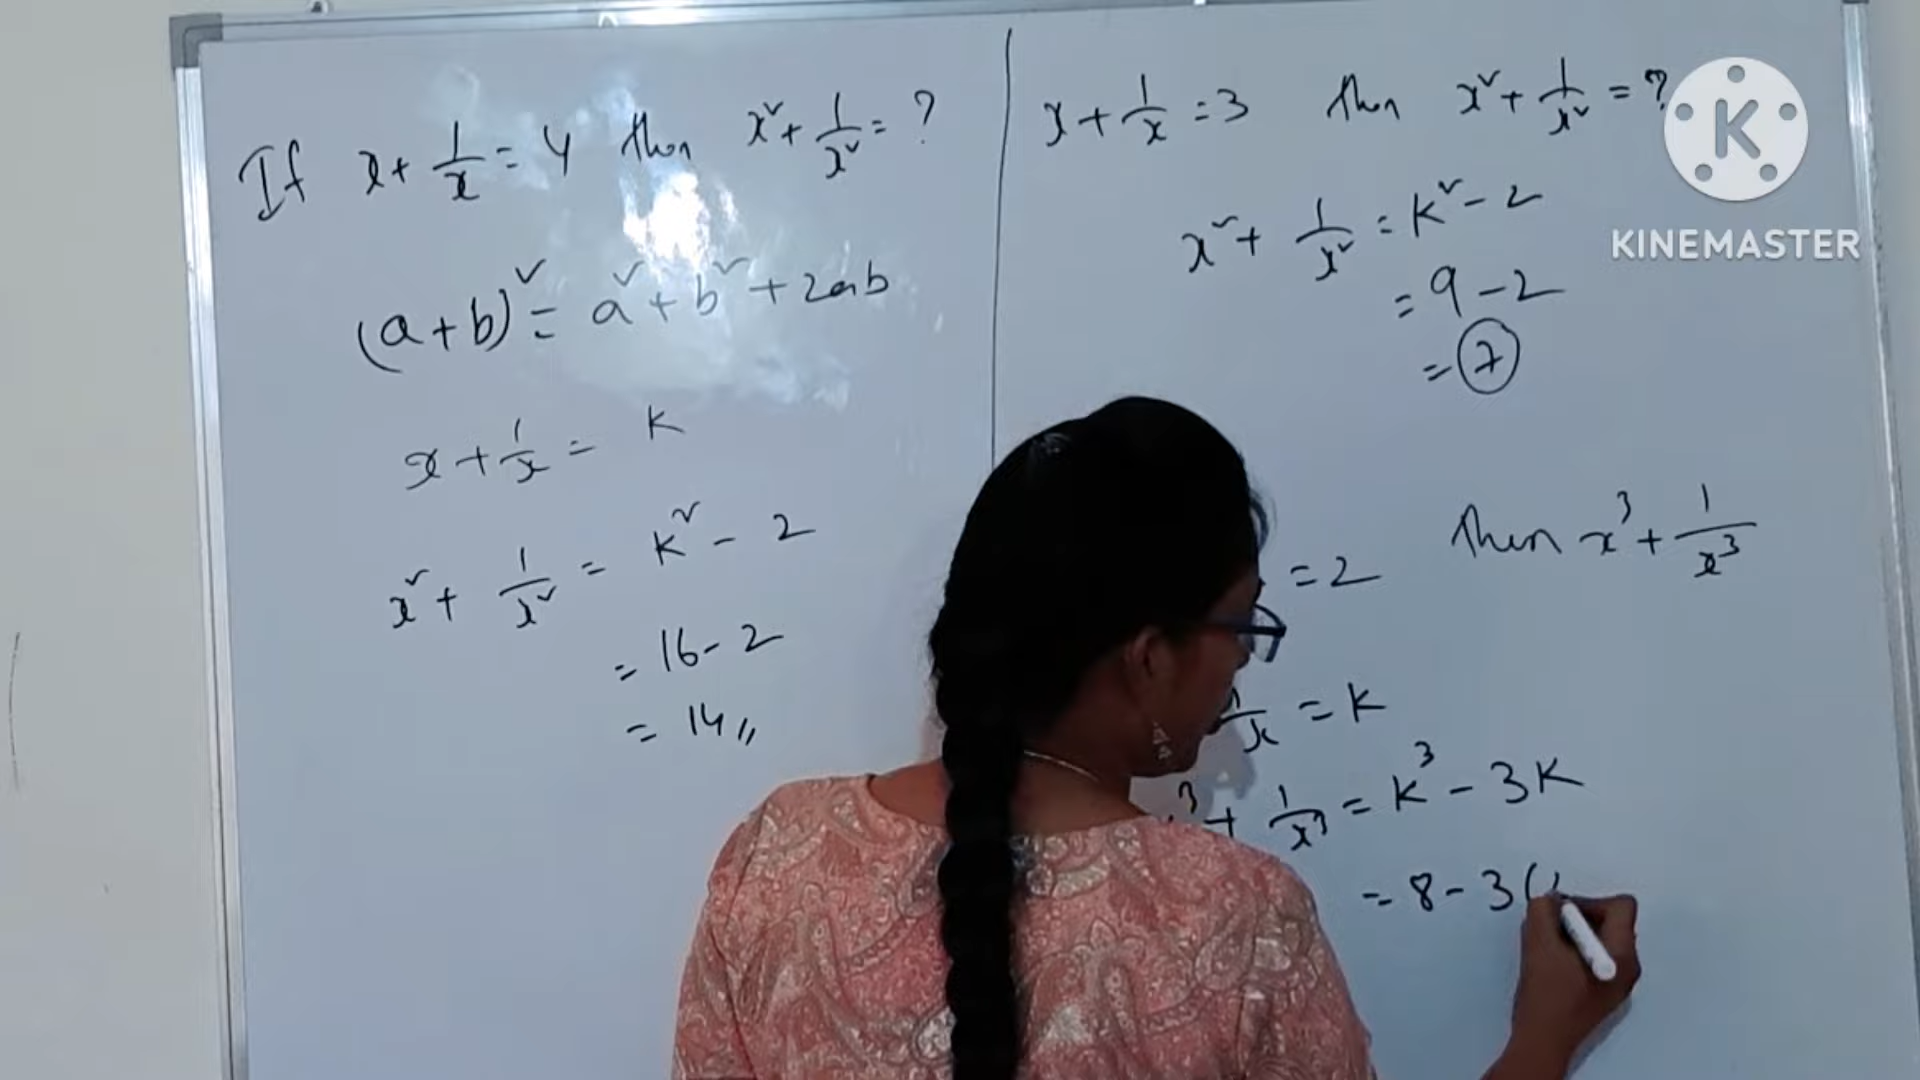 If x + 1/x = 4 then x² + 1/x² = ?
(a+b)² = a² + b² + 2ab
x + 1/x = K
x² + 1/x² = K² - 2
= 16 - 2
= 14 //
x + 1/x = 3 then x² + 1/x² = ?
x² + 1/x² = K² - 2
= 9 - 2
= 7
= 2 then x³ + 1/x³
1/x = K
³ + 1/x³ = K³ - 3K
= 8 - 3(
K
KINEMASTER